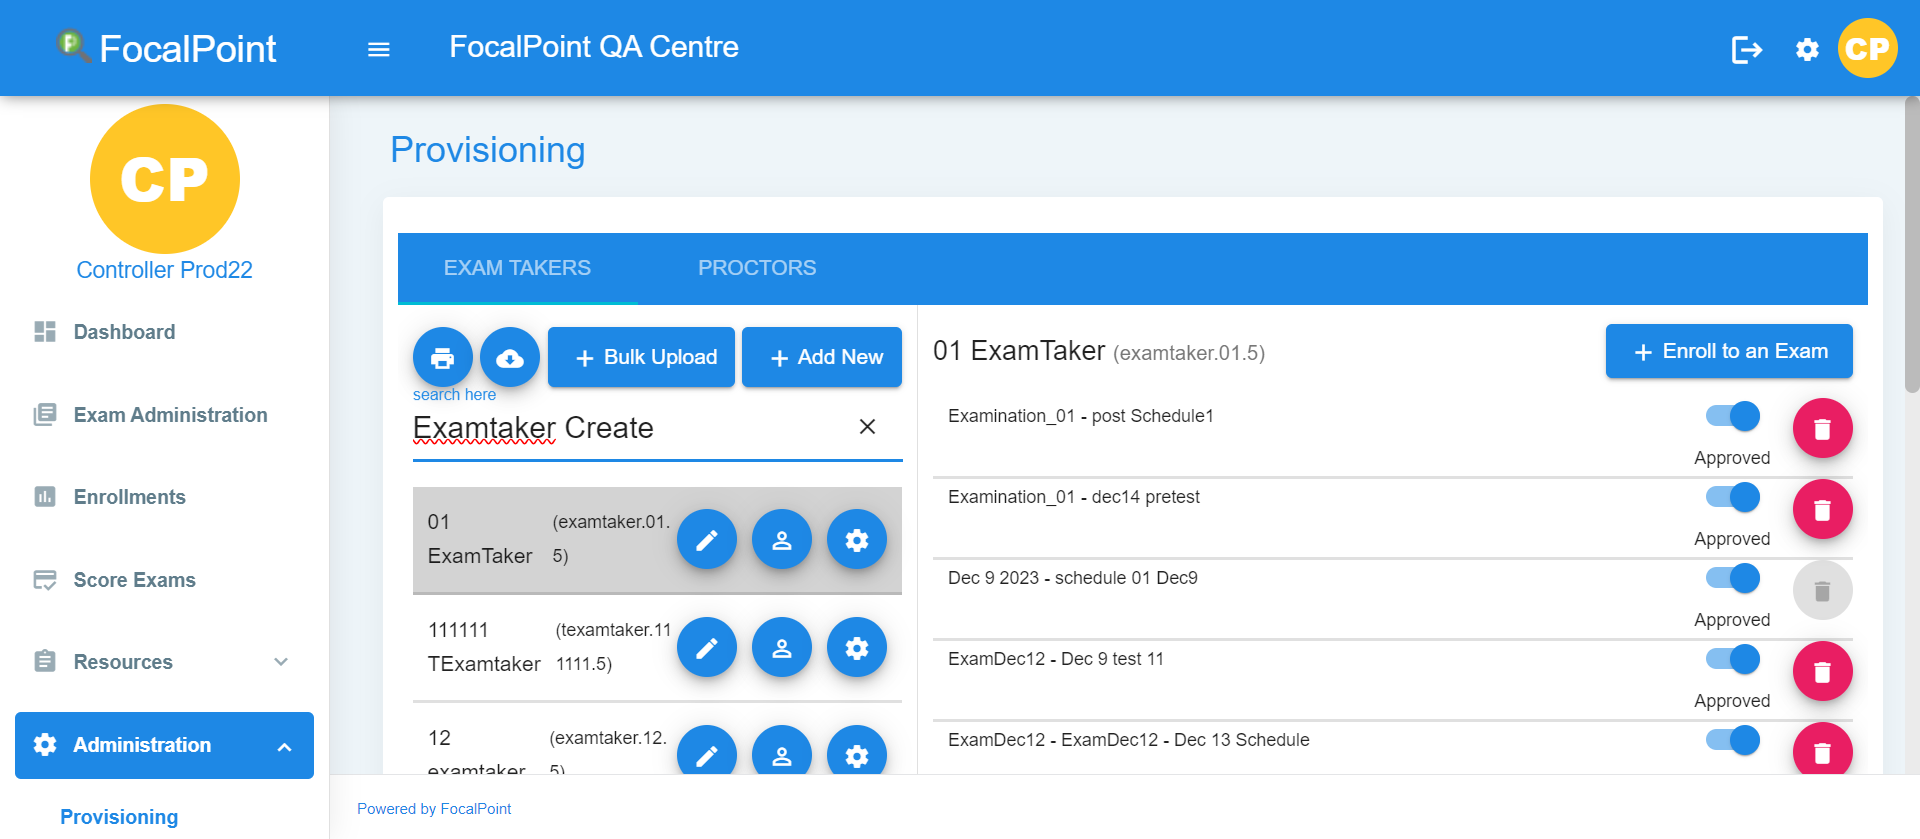 FocalPoint
FocalPoint QA Centre
CP
CP
Controller Prod22
Dashboard
Exam Administration
Enrollments
Score Exams
Resources
Administration
Provisioning
Provisioning
EXAM TAKERS
PROCTORS
Bulk Upload
Add New
search here
Examtaker Create
01
ExamTaker
(examtaker.01.
5)
111111
TExamtaker
(texamtaker.11
1111.5)
12
examtaker
(examtaker.12.
5)
01 ExamTaker (examtaker.01.5)
Enroll to an Exam
Examination_01 - post Schedule1
Approved
Examination_01 - dec14 pretest
Approved
Dec 9 2023 - schedule 01 Dec9
Approved
ExamDec12 - Dec 9 test 11
Approved
ExamDec12 - ExamDec12 - Dec 13 Schedule
Powered by FocalPoint